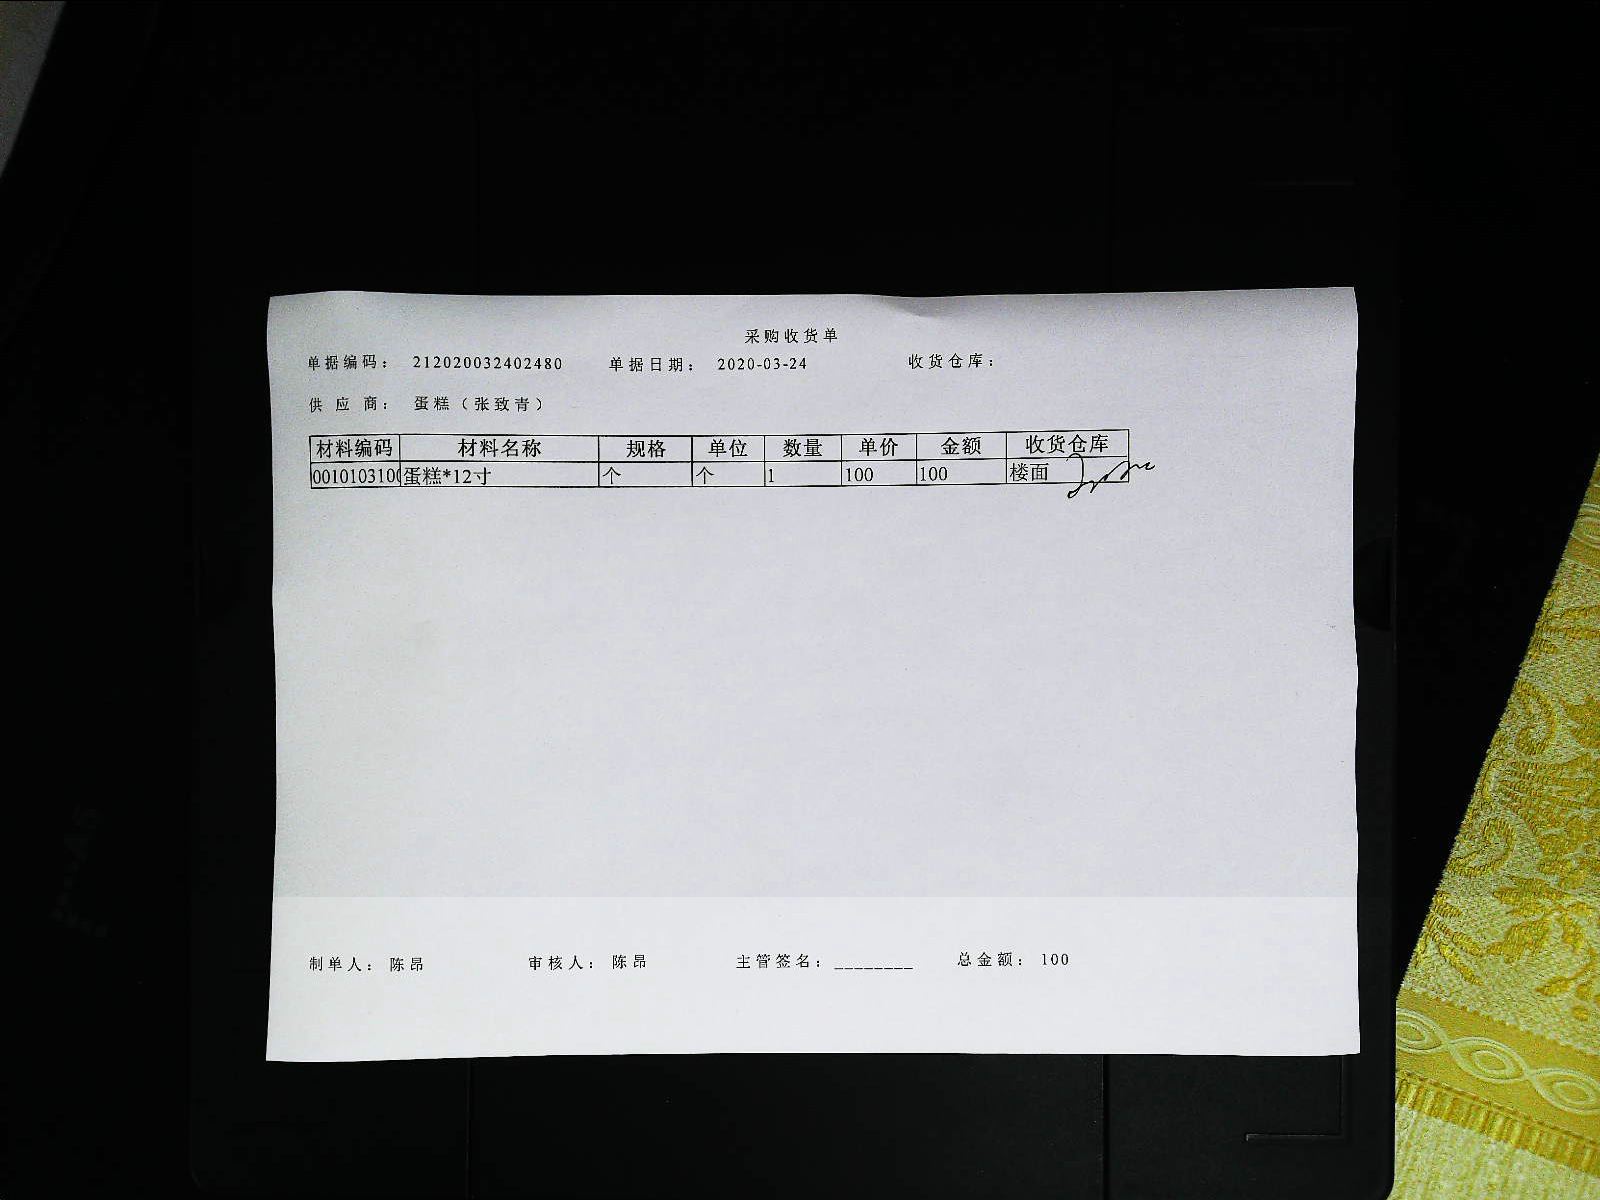 采购收货单
单据编码： 212020032402480 单据日期： 2020-03-24 收货仓库：
供应商： 蛋糕（张致青）
材料编码 材料名称 规格 单位 数量 单价 金额 收货仓库
0010103100 蛋糕*12寸 个 个 1 100 100 楼面
制单人： 陈昂 审核人： 陈昂 主管签名：________ 总金额： 100